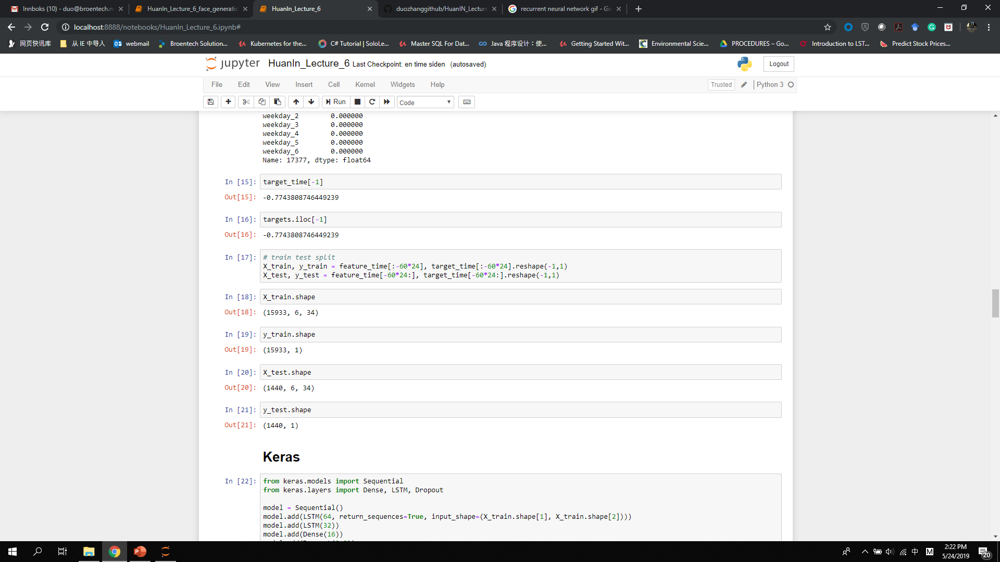 Innboks (10) - duo@broentech.n
HuanIn_Lecture_6_face_generatic
HuanIn_Lecture_6
duozhanggithub/HuanIN_Lecture
recurrent neural network gif - Go
localhost:8888/notebooks/HuanIn_Lecture_6.ipynb#
网页快讯库
从 IE 中导入
webmail
Broentech Solution...
Kubernetes for the...
C# Tutorial | SoloLe...
Master SQL For Dat...
Java 程序设计：使...
Getting Started Wit...
Environmental Scie...
PROCEDURES – Go...
Introduction to LST...
Predict Stock Prices...
jupyter HuanIn_Lecture_6 Last Checkpoint: en time siden (autosaved)
Logout
File Edit View Insert Cell Kernel Widgets Help
Trusted
Python 3
Run
Code
weekday_2 0.000000
weekday_3 0.000000
weekday_4 0.000000
weekday_5 0.000000
weekday_6 0.000000
Name: 17377, dtype: float64
In [15]: target_time[-1]
Out[15]: -0.7743808746449239
In [16]: targets.iloc[-1]
Out[16]: -0.7743808746449239
In [17]: # train test split
X_train, y_train = feature_time[:-60*24], target_time[:-60*24].reshape(-1,1)
X_test, y_test = feature_time[-60*24:], target_time[-60*24:].reshape(-1,1)
In [18]: X_train.shape
Out[18]: (15933, 6, 34)
In [19]: y_train.shape
Out[19]: (15933, 1)
In [20]: X_test.shape
Out[20]: (1440, 6, 34)
In [21]: y_test.shape
Out[21]: (1440, 1)
Keras
In [22]: from keras.models import Sequential
from keras.layers import Dense, LSTM, Dropout
model = Sequential()
model.add(LSTM(64, return_sequences=True, input_shape=(X_train.shape[1], X_train.shape[2])))
model.add(LSTM(32))
model.add(Dense(16))
中
M
2:22 PM
5/24/2019
20